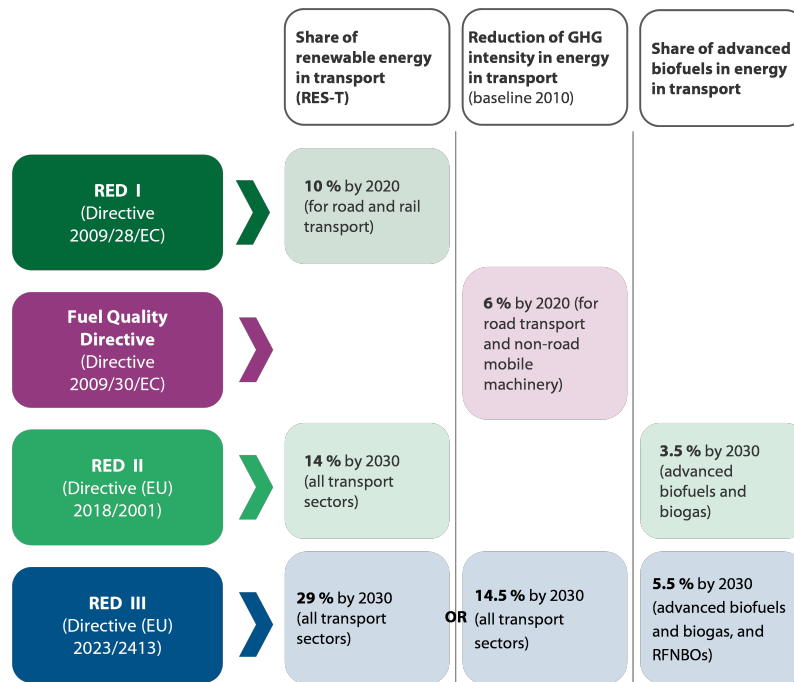 Share of
renewable energy
in transport
(RES-T)
Reduction of GHG
intensity in energy
in transport
(baseline 2010)
Share of advanced
biofuels in energy
in transport
RED I
(Directive
2009/28/EC)
10 % by 2020
(for road and rail
transport)
Fuel Quality
Directive
(Directive
2009/30/EC)
6 % by 2020 (for
road transport
and non-road
mobile
machinery)
RED II
(Directive (EU)
2018/2001)
14 % by 2030
(all transport
sectors)
3.5 % by 2030
(advanced
biofuels and
biogas)
RED III
(Directive (EU)
2023/2413)
29 % by 2030
(all transport
sectors)
OR
14.5 % by 2030
(all transport
sectors)
5.5 % by 2030
(advanced biofuels
and biogas, and
RFNBOs)